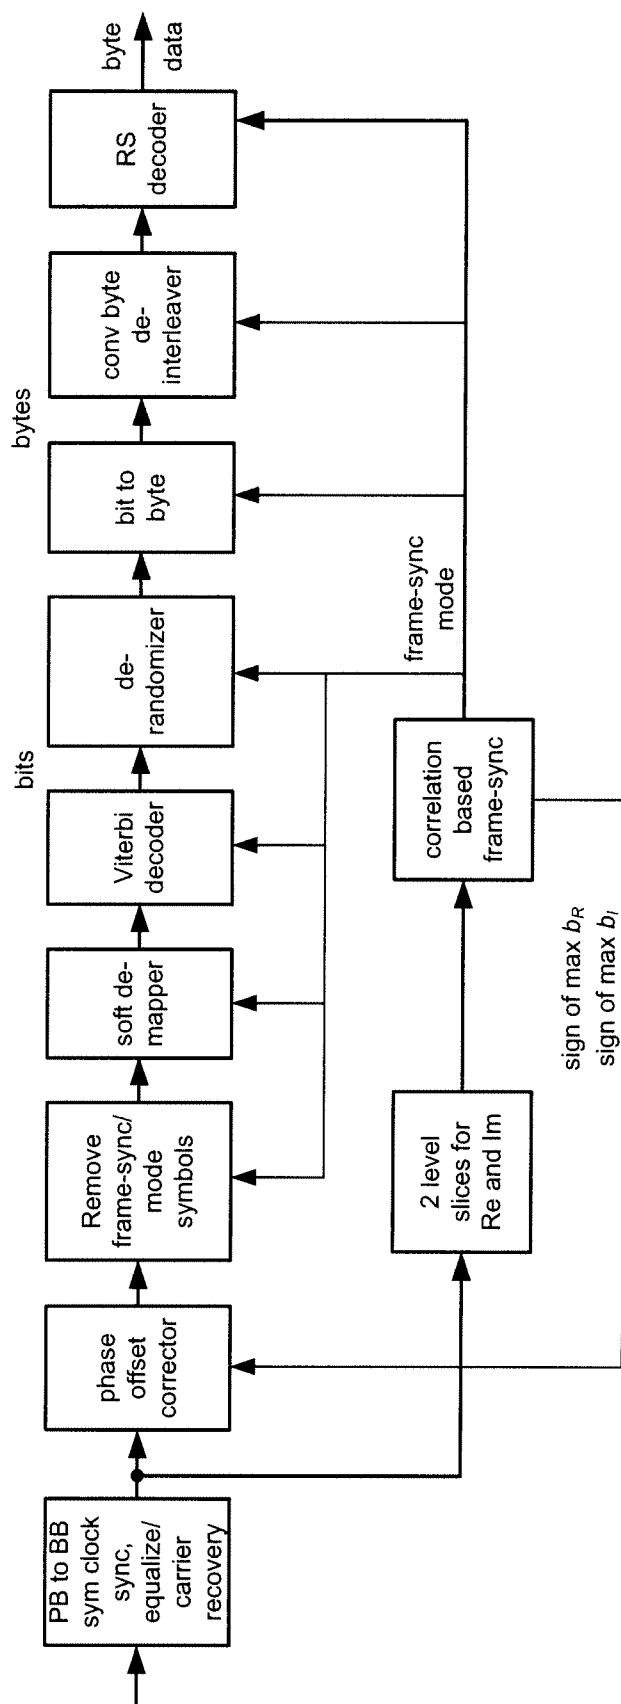 PB to BB
sym clock
sync,
equalize/
carrier
recovery
phase
offset
corrector
Remove
frame-sync/
mode
symbols
soft de-
mapper
Viterbi
decoder
bits
de-
randomizer
bit to
byte
bytes
conv byte
de-
interleaver
RS
decoder
byte
data
2 level
slices for
Re and Im
correlation
based
frame-sync
frame-sync
mode
sign of max b_R
sign of max b_I